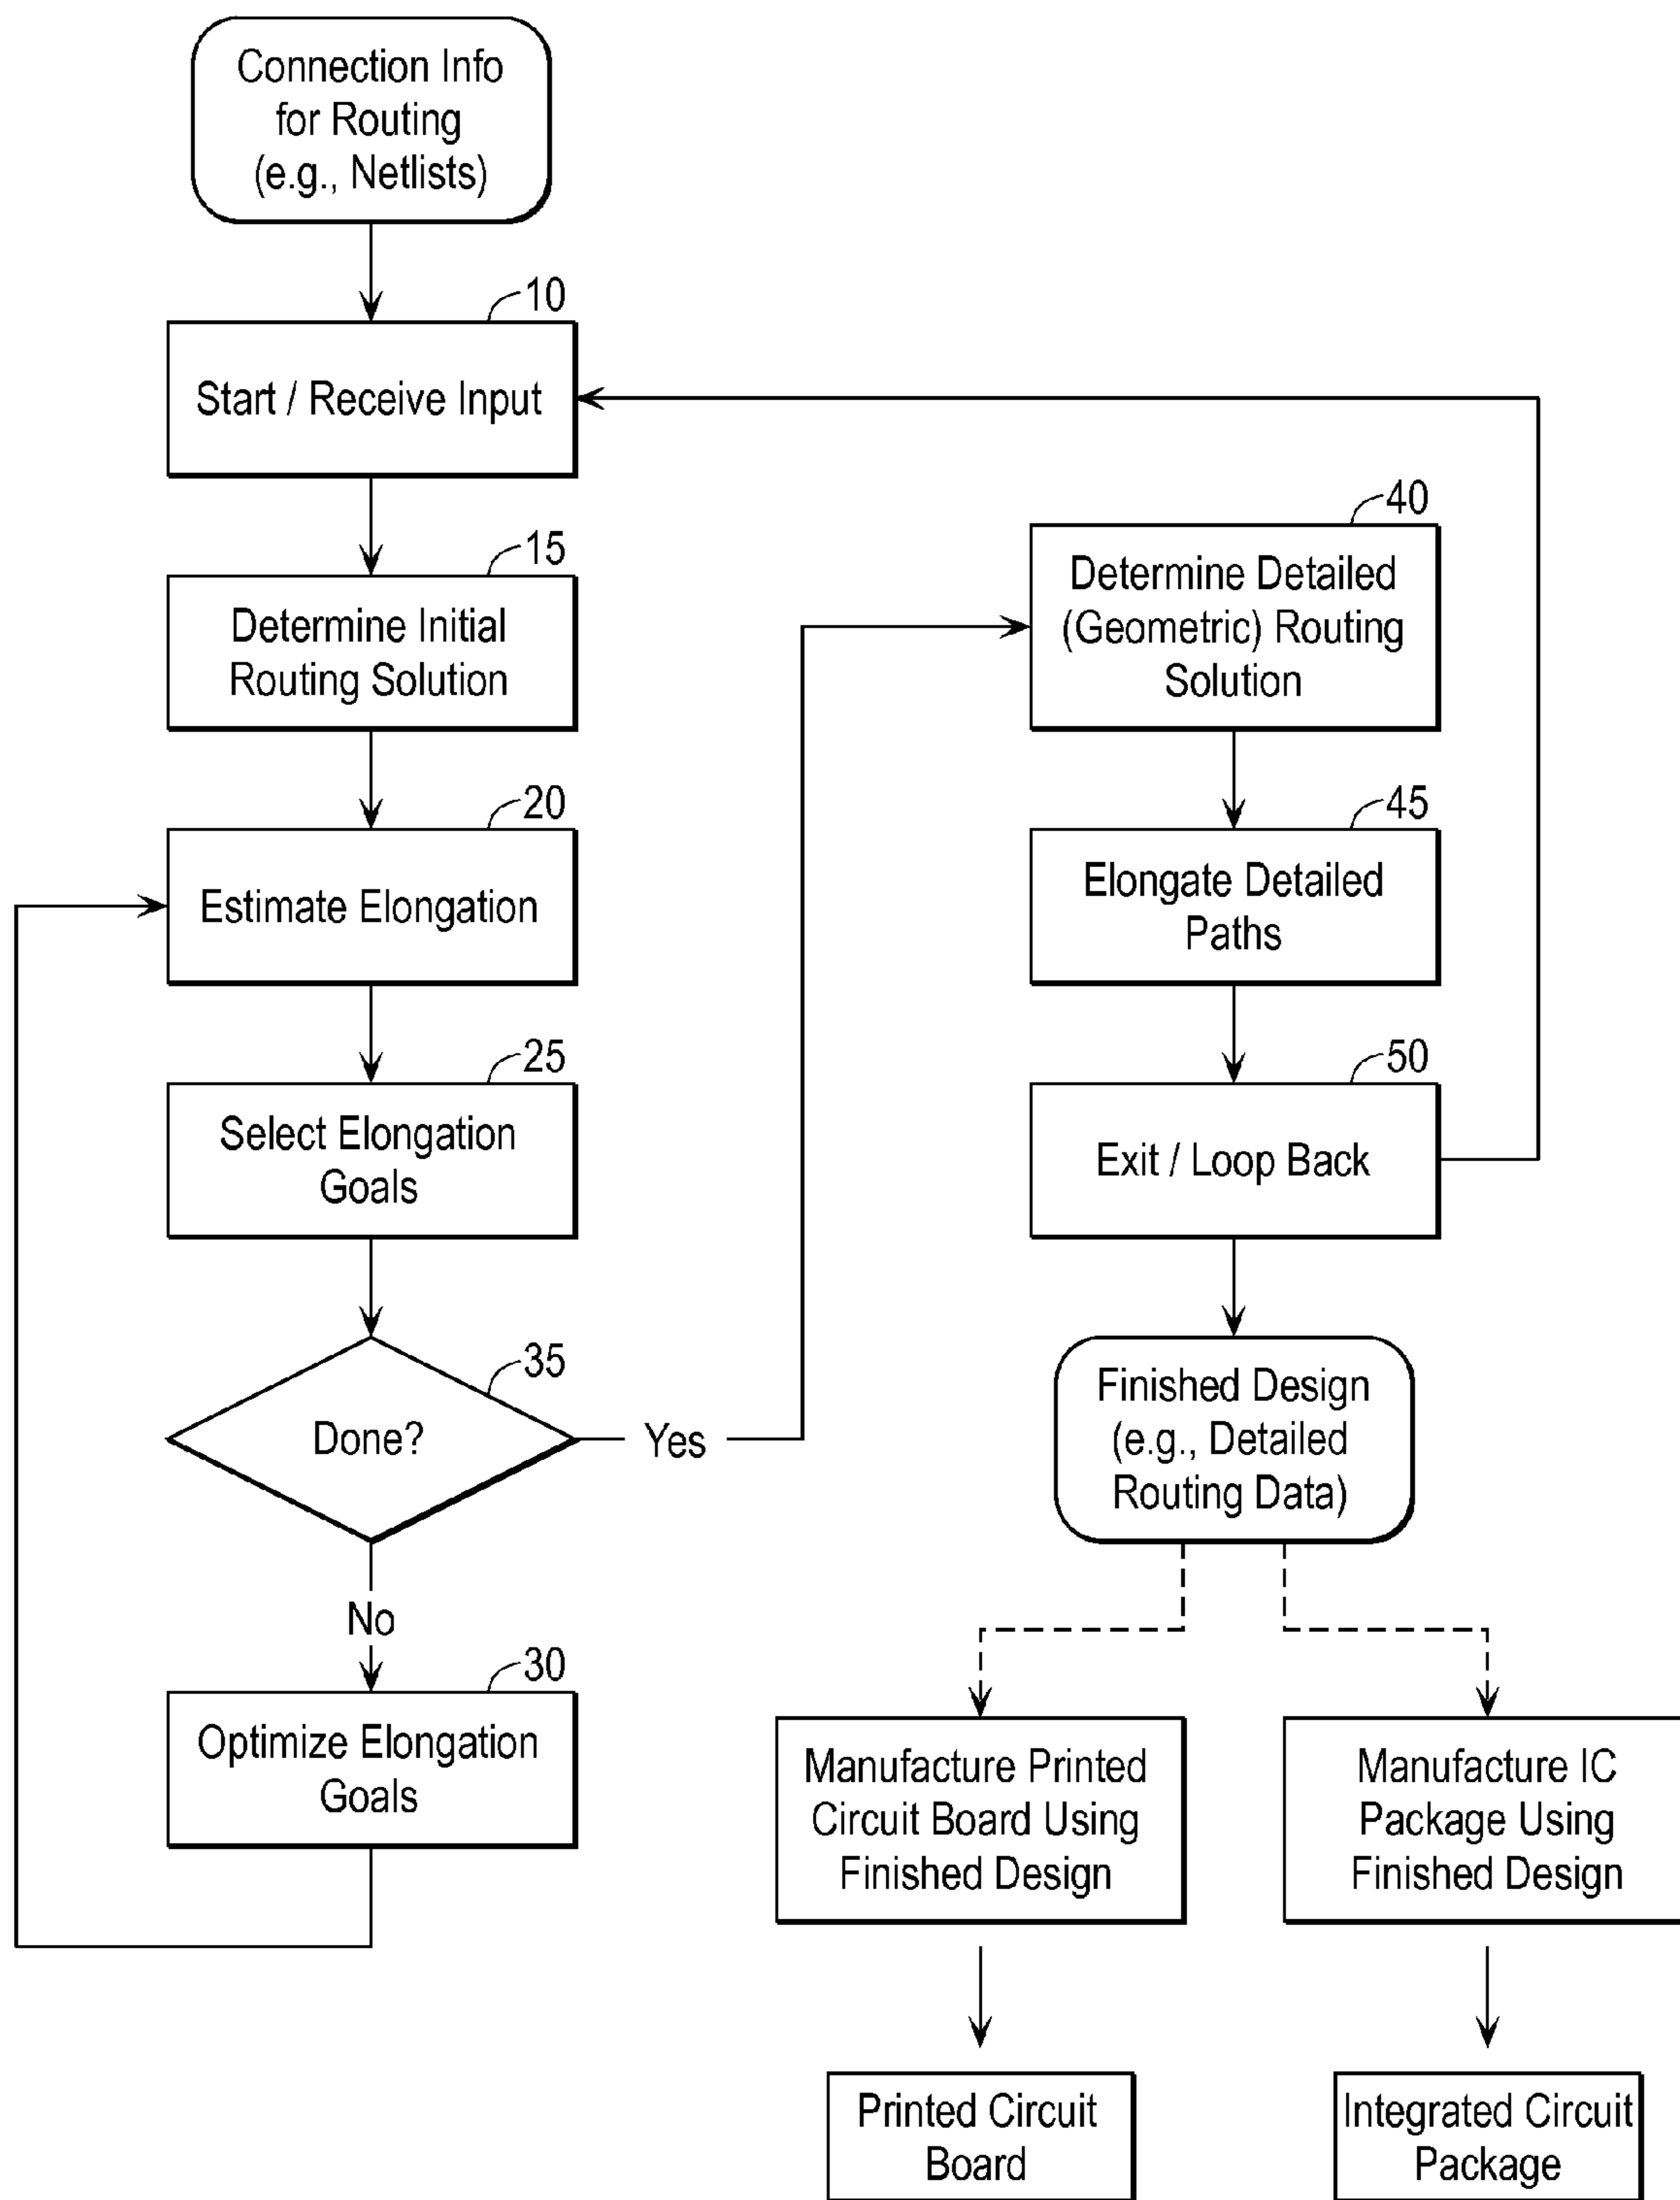 Connection Info
for Routing
(e.g., Netlists)
10
Start / Receive Input
15
Determine Initial
Routing Solution
20
Estimate Elongation
25
Select Elongation
Goals
35
Done?
Yes
No
30
Optimize Elongation
Goals
40
Determine Detailed
(Geometric) Routing
Solution
45
Elongate Detailed
Paths
50
Exit / Loop Back
Finished Design
(e.g., Detailed
Routing Data)
Manufacture Printed
Circuit Board Using
Finished Design
Manufacture IC
Package Using
Finished Design
Printed Circuit
Board
Integrated Circuit
Package